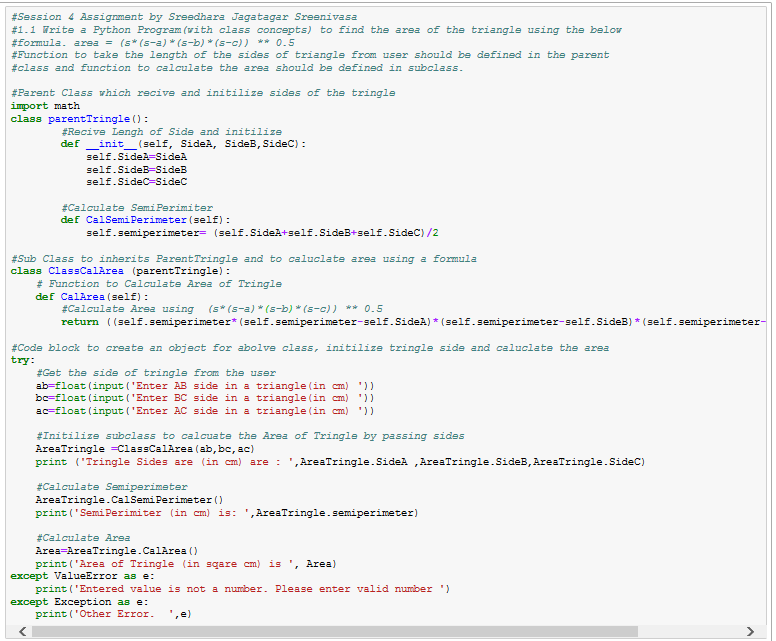 #Session 4 Assignment by Sreedhara Jagatagar Sreenivasa
#1.1 Write a Python Program(with class concepts) to find the area of the triangle using the below
#formula. area = (s*(s-a)*(s-b)*(s-c)) ** 0.5
#Function to take the length of the sides of triangle from user should be defined in the parent
#class and function to calculate the area should be defined in subclass.

#Parent Class which recive and initilize sides of the tringle
import math
class parentTringle():
        #Recive Lengh of Side and initilize
        def __init__(self, SideA, SideB,SideC):
            self.SideA=SideA
            self.SideB=SideB
            self.SideC=SideC

        #Calculate SemiPerimiter
        def CalSemiPerimeter(self):
            self.semiperimeter= (self.SideA+self.SideB+self.SideC)/2

#Sub Class to inherits ParentTringle and to caluclate area using a formula
class ClassCalArea (parentTringle):
    # Function to Calculate Area of Tringle
    def CalArea(self):
        #Calculate Area using  (s*(s-a)*(s-b)*(s-c)) ** 0.5
        return ((self.semiperimeter*(self.semiperimeter-self.SideA)*(self.semiperimeter-self.SideB)*(self.semiperimeter-

#Code block to create an object for abolve class, initilize tringle side and caluclate the area
try:
    #Get the side of tringle from the user
    ab=float(input('Enter AB side in a triangle(in cm) '))
    bc=float(input('Enter BC side in a triangle(in cm) '))
    ac=float(input('Enter AC side in a triangle(in cm) '))

    #Initilize subclass to calcuate the Area of Tringle by passing sides
    AreaTringle =ClassCalArea(ab,bc,ac)
    print ('Tringle Sides are (in cm) are : ',AreaTringle.SideA ,AreaTringle.SideB,AreaTringle.SideC)

    #Calculate Semiperimeter
    AreaTringle.CalSemiPerimeter()
    print('SemiPerimiter (in cm) is: ',AreaTringle.semiperimeter)

    #Calculate Area
    Area=AreaTringle.CalArea()
    print('Area of Tringle (in sqare cm) is ', Area)
except ValueError as e:
    print('Entered value is not a number. Please enter valid number ')
except Exception as e:
    print('Other Error.  ',e)